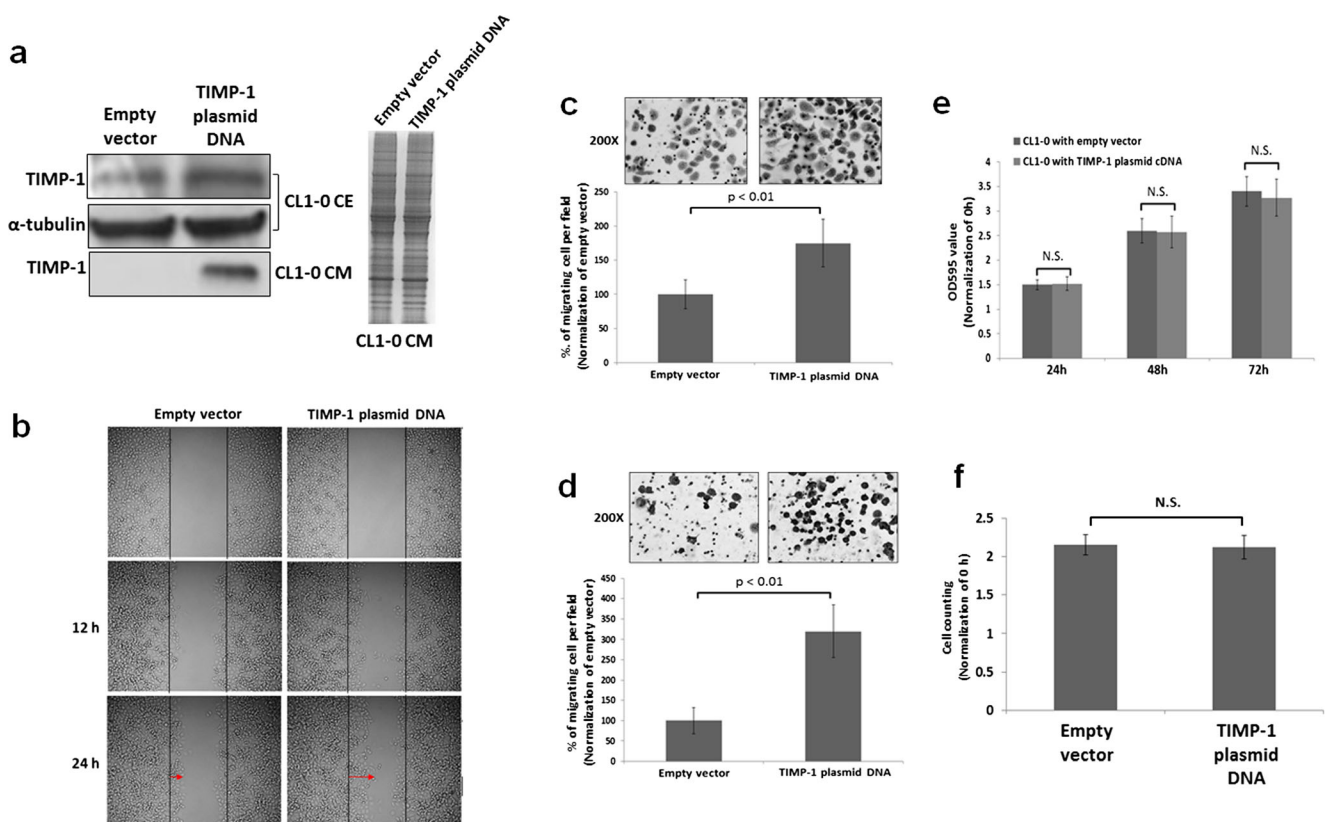 a
Empty
vector
TIMP-1
plasmid
DNA
Empty vector
TIMP-1 plasmid DNA
TIMP-1
α-tubulin
TIMP-1
CL1-0 CE
CL1-0 CM
CL1-0 CM
b
Empty vector
TIMP-1 plasmid DNA
12 h
24 h
c
200X
p < 0.01
%. of migrating cell per field
(Normalization of empty vector)
250
200
150
100
50
0
Empty vector
TIMP-1 plasmid DNA
d
200X
p < 0.01
% of migrating cell per field
(Normalization of empty vector)
450
400
350
300
250
200
150
100
50
0
Empty vector
TIMP-1 plasmid DNA
e
CL1-0 with empty vector
CL1-0 with TIMP-1 plasmid cDNA
OD595 value
(Normalization of 0h)
4
3.5
3
2.5
2
1.5
1
0.5
0
N.S.
N.S.
N.S.
24h
48h
72h
f
N.S.
Cell counting
(Normalization of 0 h)
2.5
2
1.5
1
0.5
0
Empty
vector
TIMP-1
plasmid
DNA